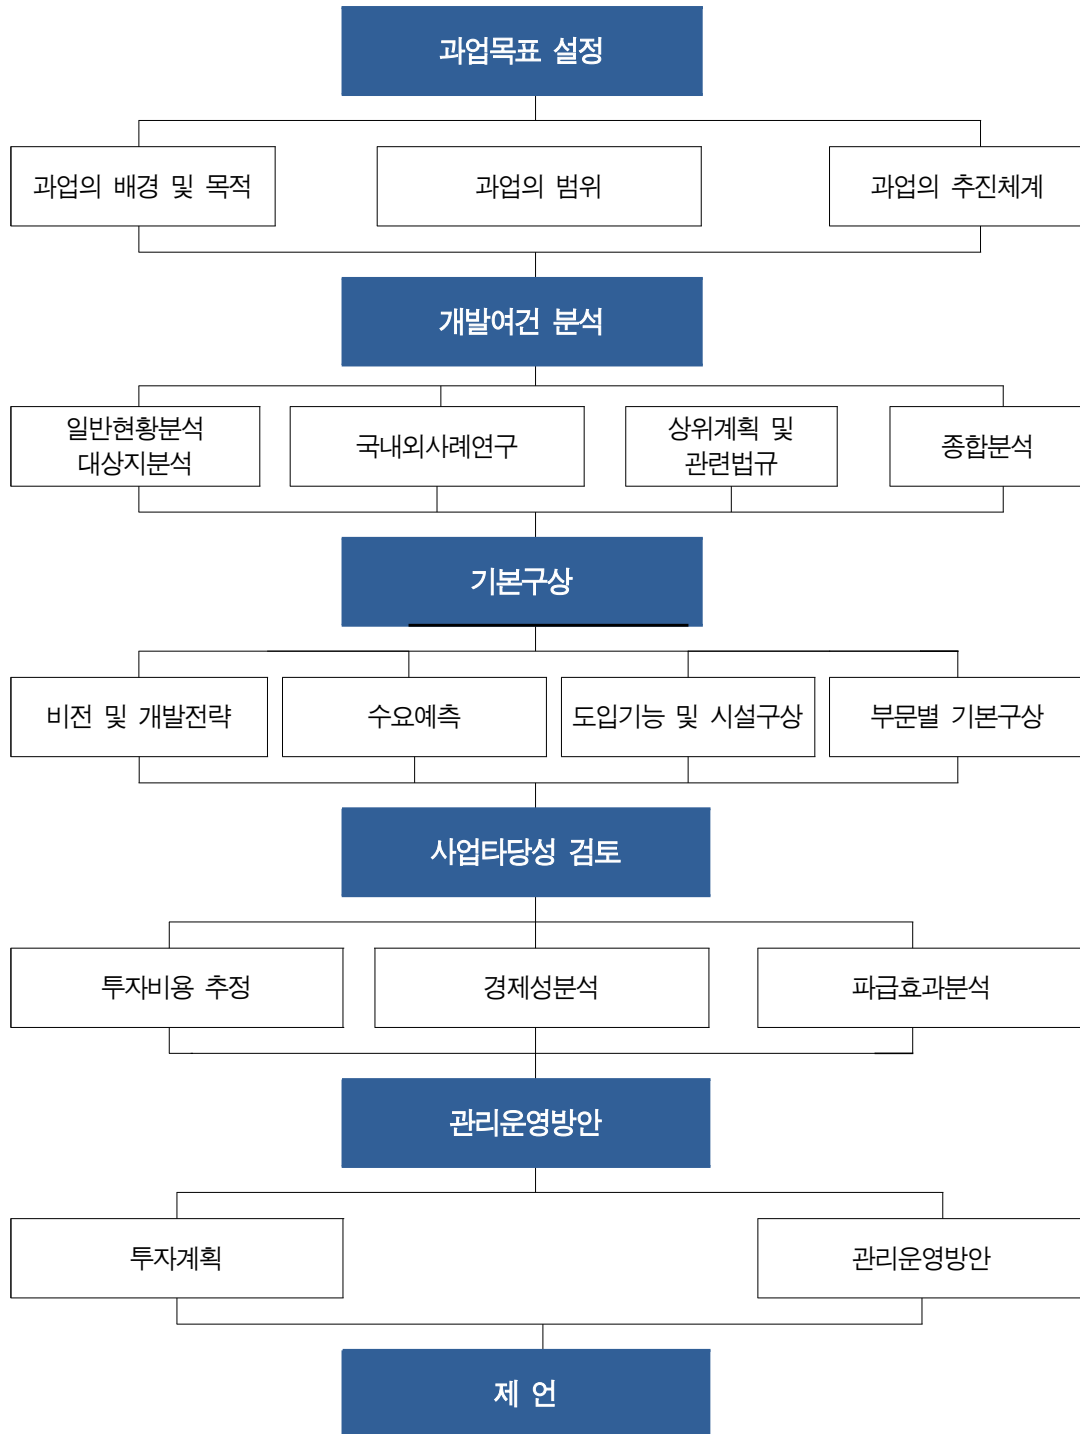 과업목표 설정
과업의 배경 및 목적
과업의 범위
과업의 추진체계
개발여건 분석
일반현황분석
대상지분석
국내외사례연구
상위계획 및
관련법규
종합분석
기본구상
비전 및 개발전략
수요예측
도입기능 및 시설구상
부문별 기본구상
사업타당성 검토
투자비용 추정
경제성분석
파급효과분석
관리운영방안
투자계획
관리운영방안
제 언